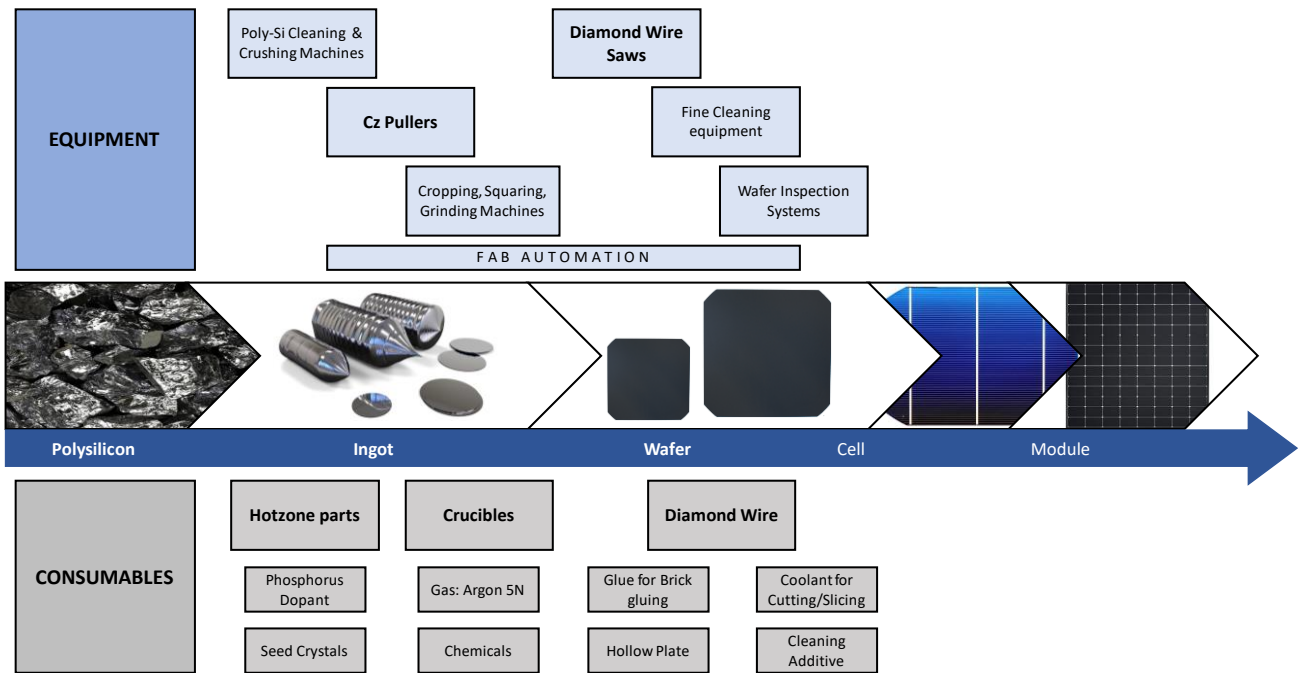 Poly-Si Cleaning &
Crushing Machines
Diamond Wire
Saws
EQUIPMENT
Cz Pullers
Fine Cleaning
equipment
Cropping, Squaring,
Grinding Machines
Wafer Inspection
Systems
FAB AUTOMATION
Polysilicon
Ingot
Wafer
Cell
Module
CONSUMABLES
Hotzone parts
Crucibles
Diamond Wire
Phosphorus
Dopant
Gas: Argon 5N
Glue for Brick
gluing
Coolant for
Cutting/Slicing
Seed Crystals
Chemicals
Hollow Plate
Cleaning
Additive